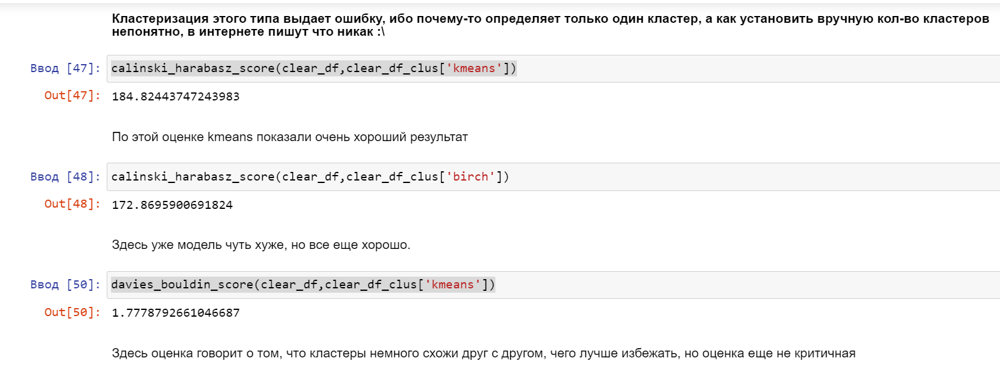 Кластеризация этого типа выдает ошибку, ибо почему-то определяет только один кластер, а как установить вручную кол-во кластеров
непонятно, в интернете пишут что никак :\
Ввод [47]: calinski_harabasz_score(clear_df,clear_df_clus['kmeans'])
Out[47]: 184.82443747243983
По этой оценке kmeans показали очень хороший результат
Ввод [48]: calinski_harabasz_score(clear_df,clear_df_clus['birch'])
Out[48]: 172.8695900691824
Здесь уже модель чуть хуже, но все еще хорошо.
Ввод [50]: davies_bouldin_score(clear_df,clear_df_clus['kmeans'])
Out[50]: 1.7778792661046687
Здесь оценка говорит о том, что кластеры немного схожи друг с другом, чего лучше избежать, но оценка еще не критичная